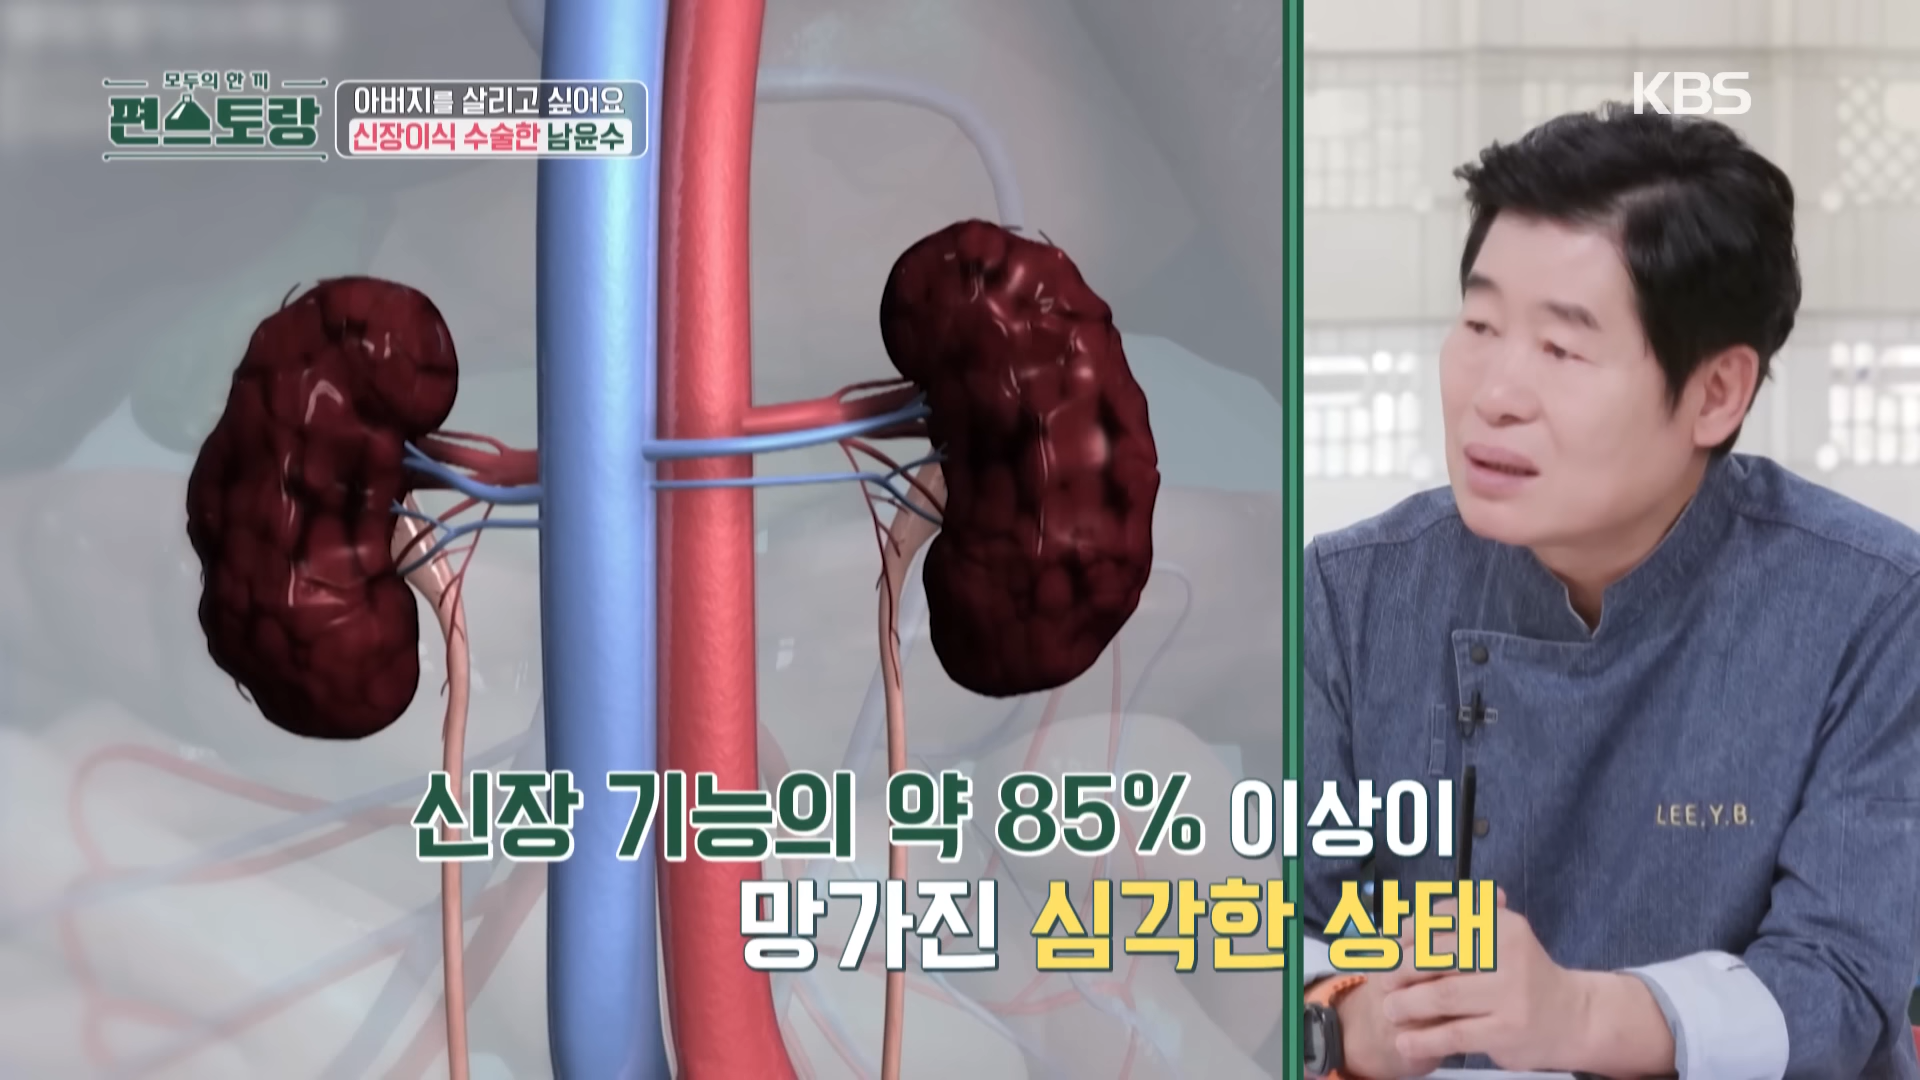 모두의 한 끼
편스토랑
아버지를 살리고 싶어요
신장이식 수술한 남윤수
KBS
신장 기능의 약 85% 이상이
망가진 심각한 상태
LEE, Y.B.